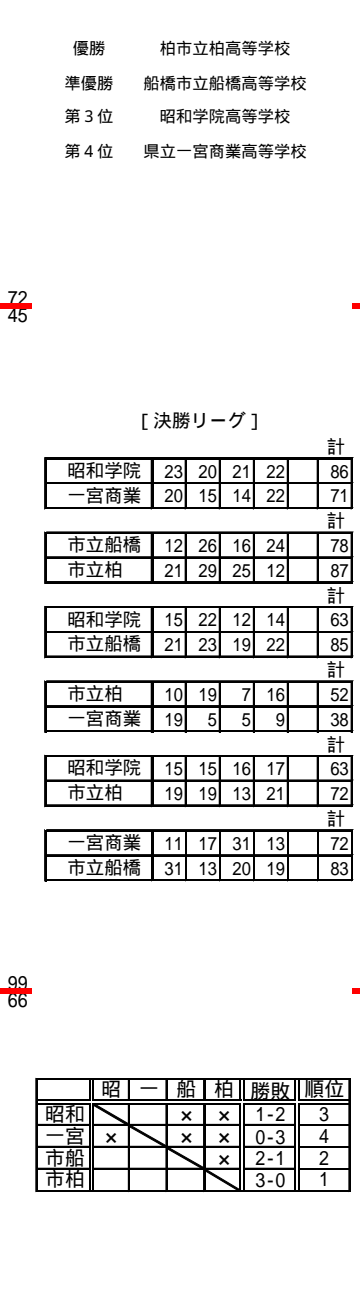 優勝 柏市立柏高等学校
準優勝 船橋市立船橋高等学校
第3位 昭和学院高等学校
第4位 県立一宮商業高等学校
72
45
[決勝リーグ]
計
昭和学院 23 20 21 22 86
一宮商業 20 15 14 22 71
計
市立船橋 12 26 16 24 78
市立柏 21 29 25 12 87
計
昭和学院 15 22 12 14 63
市立船橋 21 23 19 22 85
計
市立柏 10 19 7 16 52
一宮商業 19 5 5 9 38
計
昭和学院 15 15 16 17 63
市立柏 19 19 13 21 72
計
一宮商業 11 17 31 13 72
市立船橋 31 13 20 19 83
99
66
昭 一 船 柏 勝敗 順位
昭和 × × 1-2 3
一宮 × × × 0-3 4
市船 × 2-1 2
市柏 3-0 1